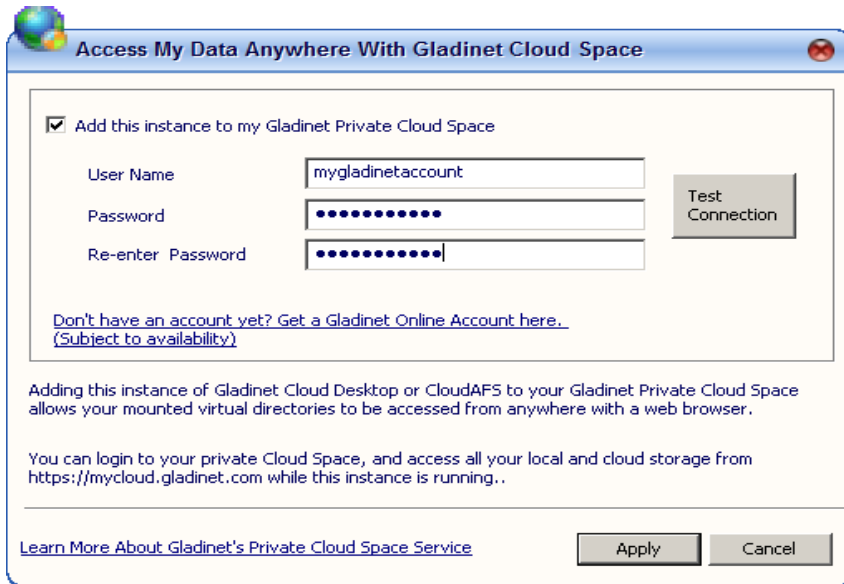 Access My Data Anywhere With Gladinet Cloud Space
Add this instance to my Gladinet Private Cloud Space
User Name
mygladinetaccount
Password
●●●●●●●●●●●
Test
Connection
Re-enter Password
●●●●●●●●●●●
Don't have an account yet? Get a Gladinet Online Account here.
(Subject to availability)
Adding this instance of Gladinet Cloud Desktop or CloudAFS to your Gladinet Private Cloud Space
allows your mounted virtual directories to be accessed from anywhere with a web browser.
You can login to your private Cloud Space, and access all your local and cloud storage from
https://mycloud.gladinet.com while this instance is running..
Learn More About Gladinet's Private Cloud Space Service
Apply
Cancel